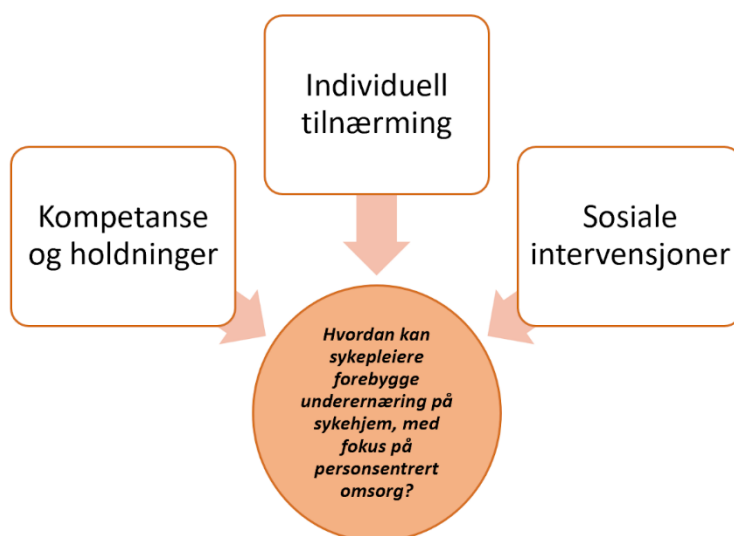 Individuell
tilnærming
Kompetanse
og holdninger
Sosiale
intervensjoner
Hvordan kan
sykepleiere
forebygge
underernæring på
sykehjem, med
fokus på
personsentrert
omsorg?